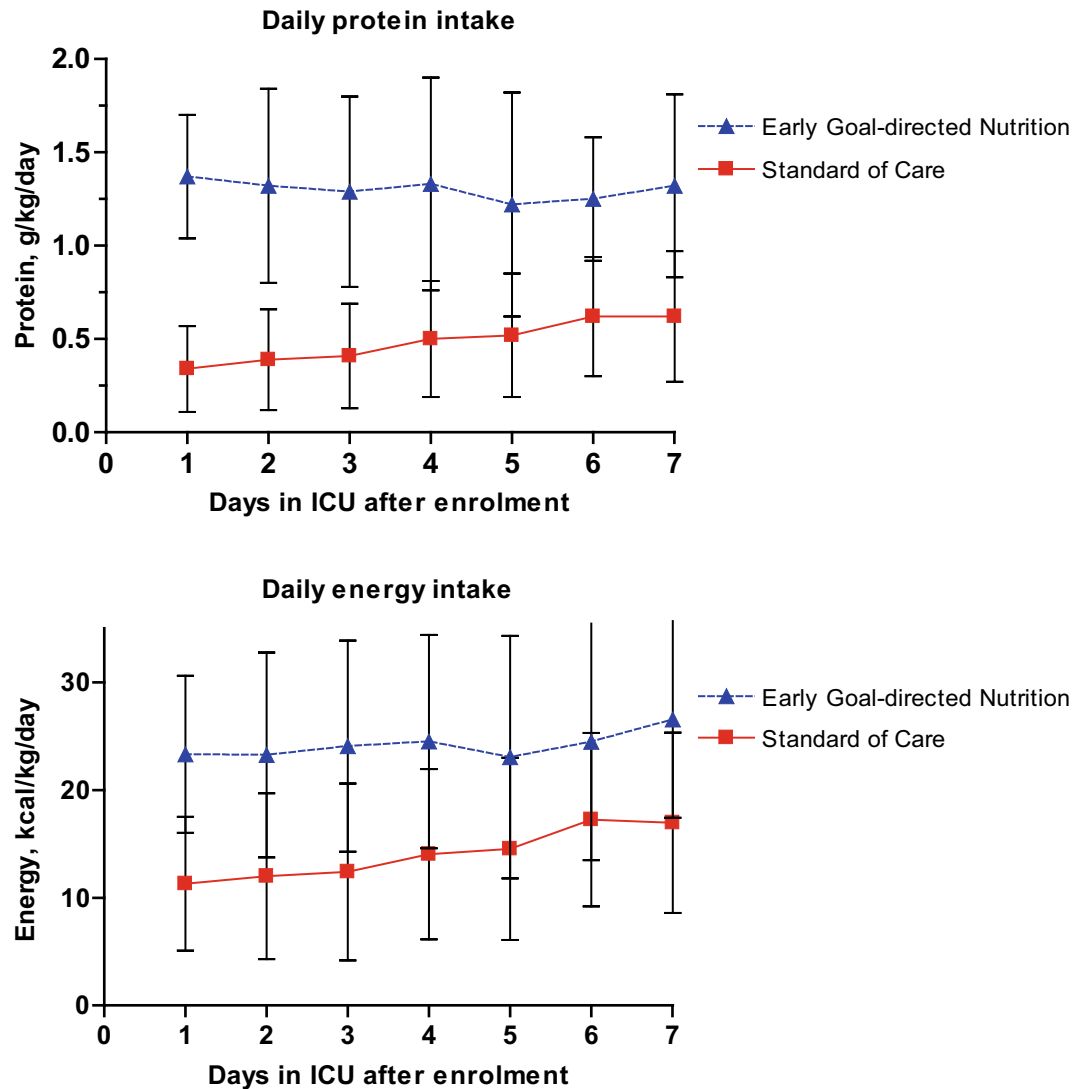 Daily protein intake
2.0
1.5
1.0
0.5
0.0
Protein, g/kg/day
0 1 2 3 4 5 6 7
Days in ICU after enrolment
Early Goal-directed Nutrition
Standard of Care
Daily energy intake
30
20
10
0
Energy, kcal/kg/day
0 1 2 3 4 5 6 7
Days in ICU after enrolment
Early Goal-directed Nutrition
Standard of Care